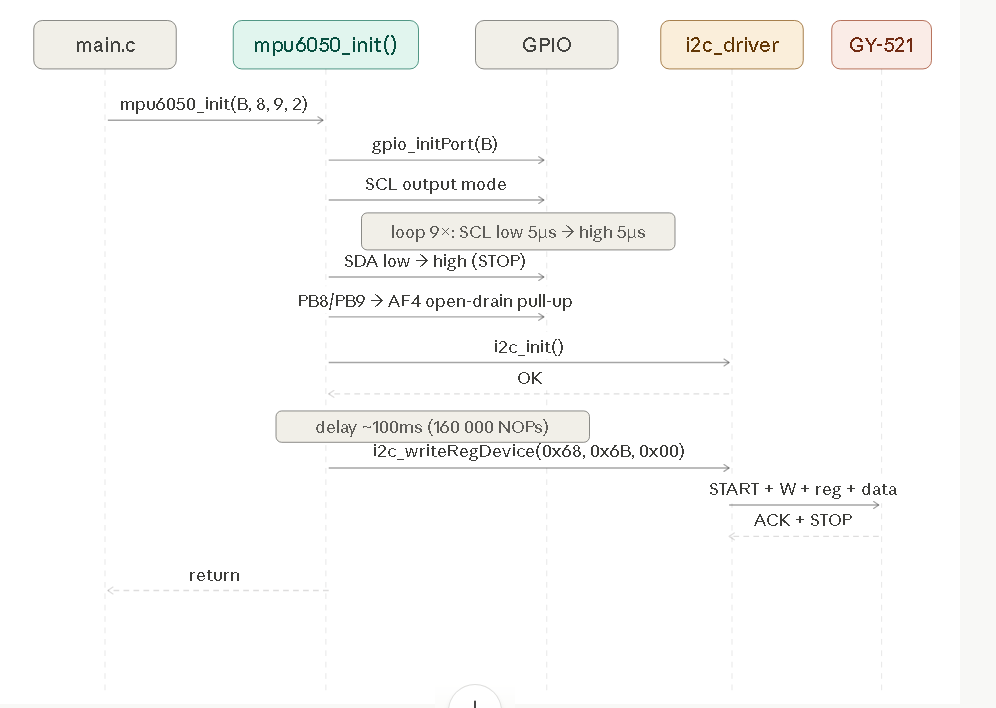 main.c
mpu6050_init()
GPIO
i2c_driver
GY-521
mpu6050_init(B, 8, 9, 2)
gpio_initPort(B)
SCL output mode
loop 9×: SCL low 5µs → high 5µs
SDA low → high (STOP)
PB8/PB9 → AF4 open-drain pull-up
i2c_init()
OK
delay ~100ms (160 000 NOPs)
i2c_writeRegDevice(0x68, 0x6B, 0x00)
START + W + reg + data
ACK + STOP
return